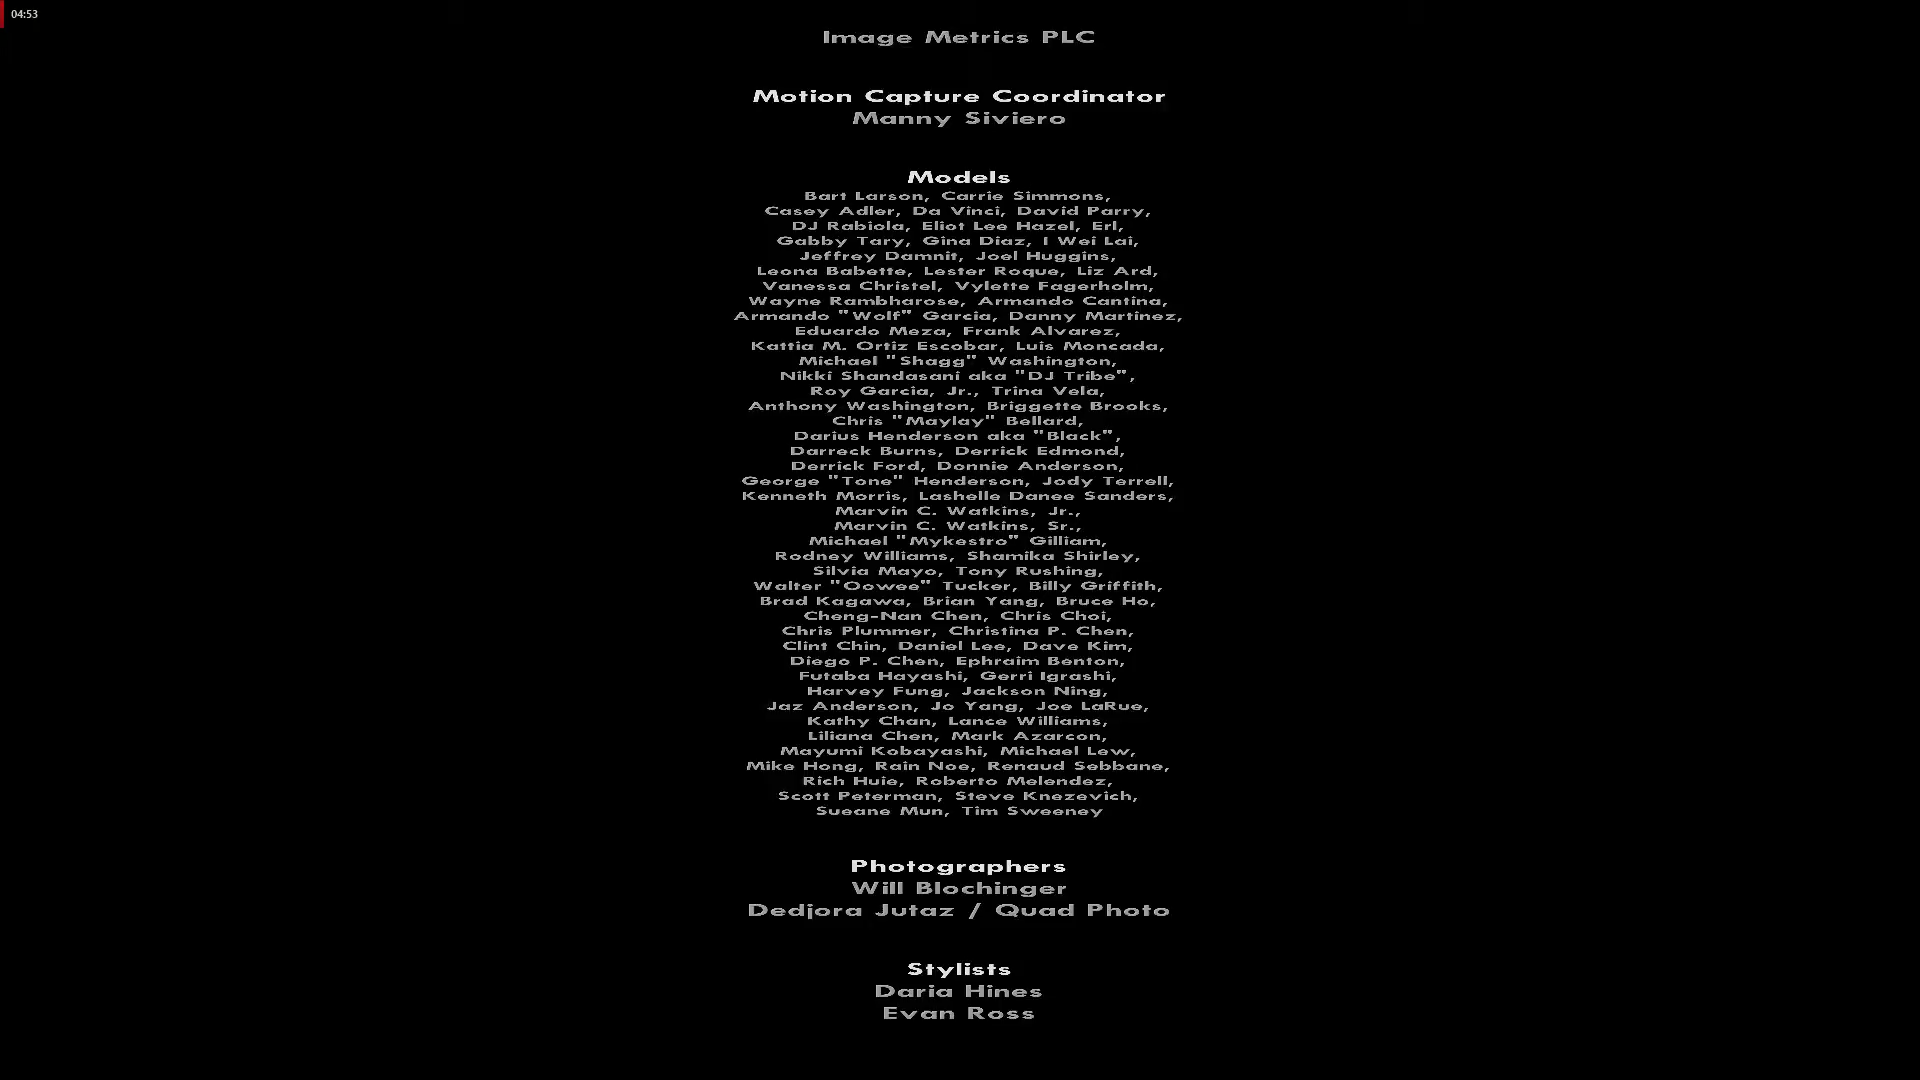 04:53
Image Metrics PLC
Motion Capture Coordinator
Manny Siviero
Models
Bart Larson, Carrie Simmons,
Casey Adler, Da Vinci, David Parry,
DJ Rabiola, Eliot Lee Hazel, Erl,
Gabby Tary, Gina Diaz, I Wei Lai,
Jeffrey Damnit, Joel Huggins,
Leona Babette, Lester Roque, Liz Ard,
Vanessa Christel, Vylette Fagerholm,
Wayne Rambharose, Armando Cantina,
Armando "Wolf" Garcia, Danny Martinez,
Eduardo Meza, Frank Alvarez,
Kattia M. Ortiz Escobar, Luis Moncada,
Michael "Shagg" Washington,
Nikki Shandasani aka "DJ Tribe",
Roy Garcia, Jr., Trina Vela,
Anthony Washington, Briggette Brooks,
Chris "Maylay" Bellard,
Darius Henderson aka "Black",
Darreck Burns, Derrick Edmond,
Derrick Ford, Donnie Anderson,
George "Tone" Henderson, Jody Terrell,
Kenneth Morris, Lashelle Danee Sanders,
Marvin C. Watkins, Jr.,
Marvin C. Watkins, Sr.,
Michael "Mykestro" Gilliam,
Rodney Williams, Shamika Shirley,
Silvia Mayo, Tony Rushing,
Walter "Oowee" Tucker, Billy Griffith,
Brad Kagawa, Brian Yang, Bruce Ho,
Cheng-Nan Chen, Chris Choi,
Chris Plummer, Christina P. Chen,
Clint Chin, Daniel Lee, Dave Kim,
Diego P. Chen, Ephraim Benton,
Futaba Hayashi, Gerri Igrashi,
Harvey Fung, Jackson Ning,
Jaz Anderson, Jo Yang, Joe LaRue,
Kathy Chan, Lance Williams,
Liliana Chen, Mark Azarcon,
Mayumi Kobayashi, Michael Lew,
Mike Hong, Rain Noe, Renaud Sebbane,
Rich Huie, Roberto Melendez,
Scott Peterman, Steve Knezevich,
Sueane Mun, Tim Sweeney
Photographers
Will Blochinger
Dedjora Jutaz / Quad Photo
Stylists
Daria Hines
Evan Ross